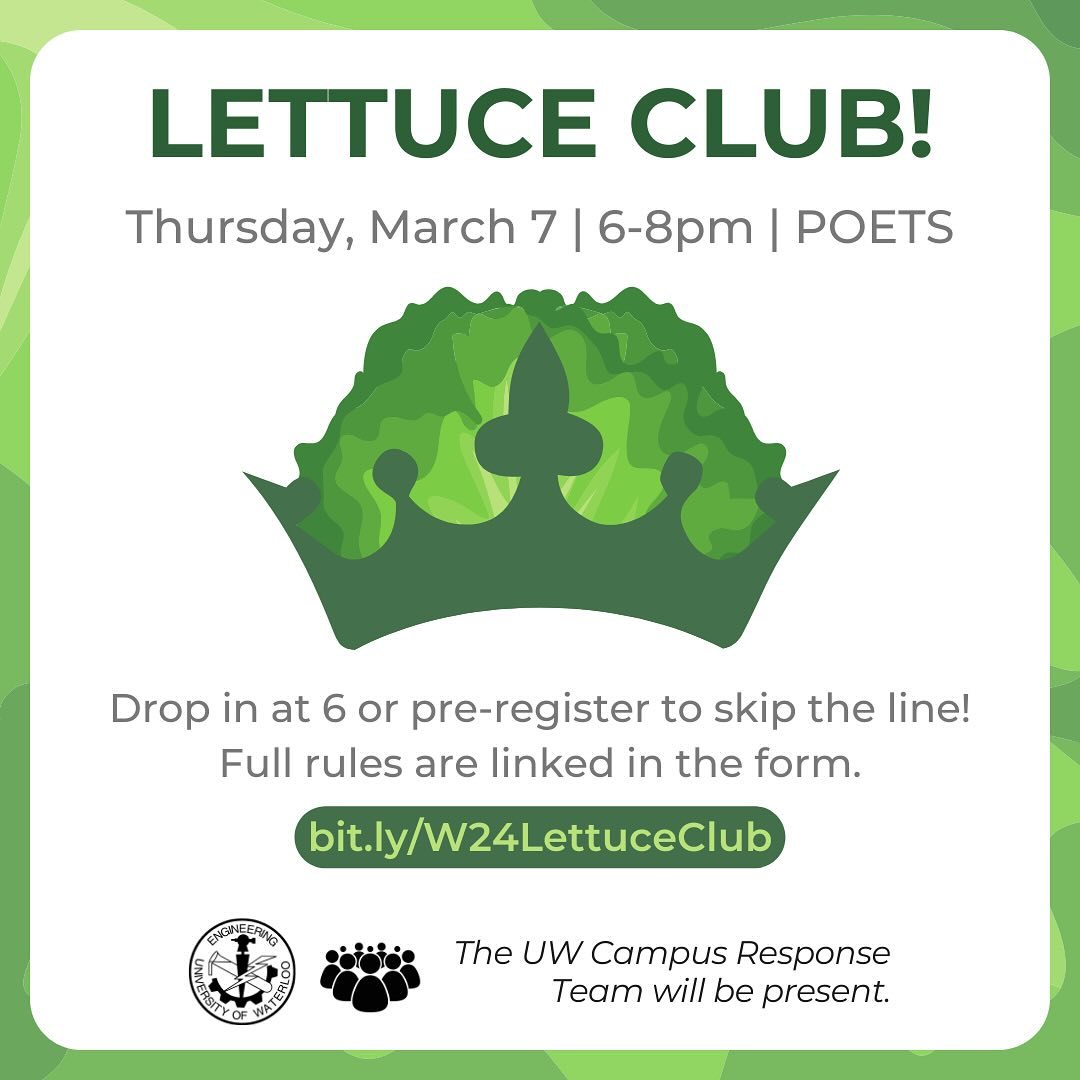 LETTUCE CLUB!
Thursday, March 7 | 6-8pm | POETS
Drop in at 6 or pre-register to skip the line!
Full rules are linked in the form.
bit.ly/W24LettuceClub
ENGINEERING
UNIVERSITY OF WATERLOO
The UW Campus Response
Team will be present.